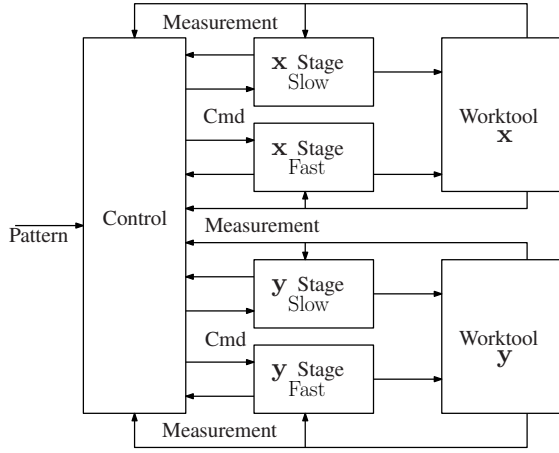 Measurement
x Stage
Slow
Cmd
x Stage
Fast
Worktool
x
Control
Pattern
Measurement
y Stage
Slow
Cmd
y Stage
Fast
Worktool
y
Measurement